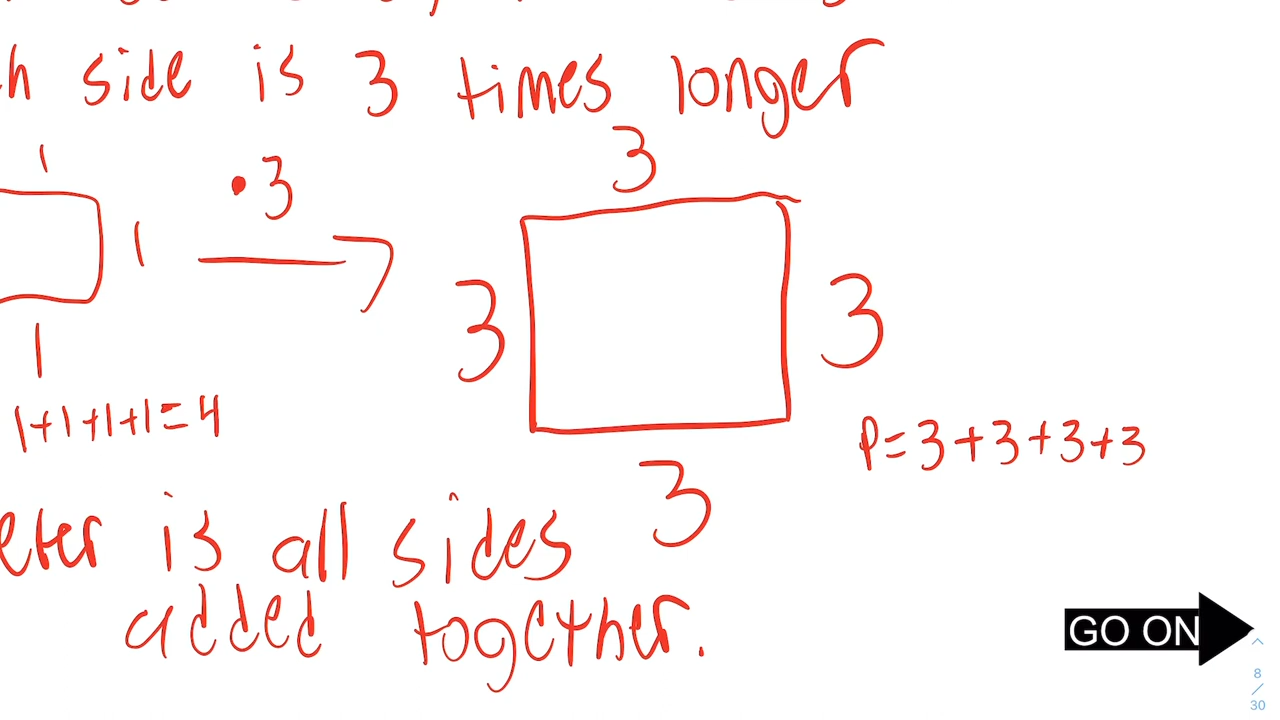 h side is 3 times longer
1
•3
3
1
3
3
1
1+1+1+1=4
P=3+3+3+3
3
eter is all sides
added together.
GO ON
8
/
30